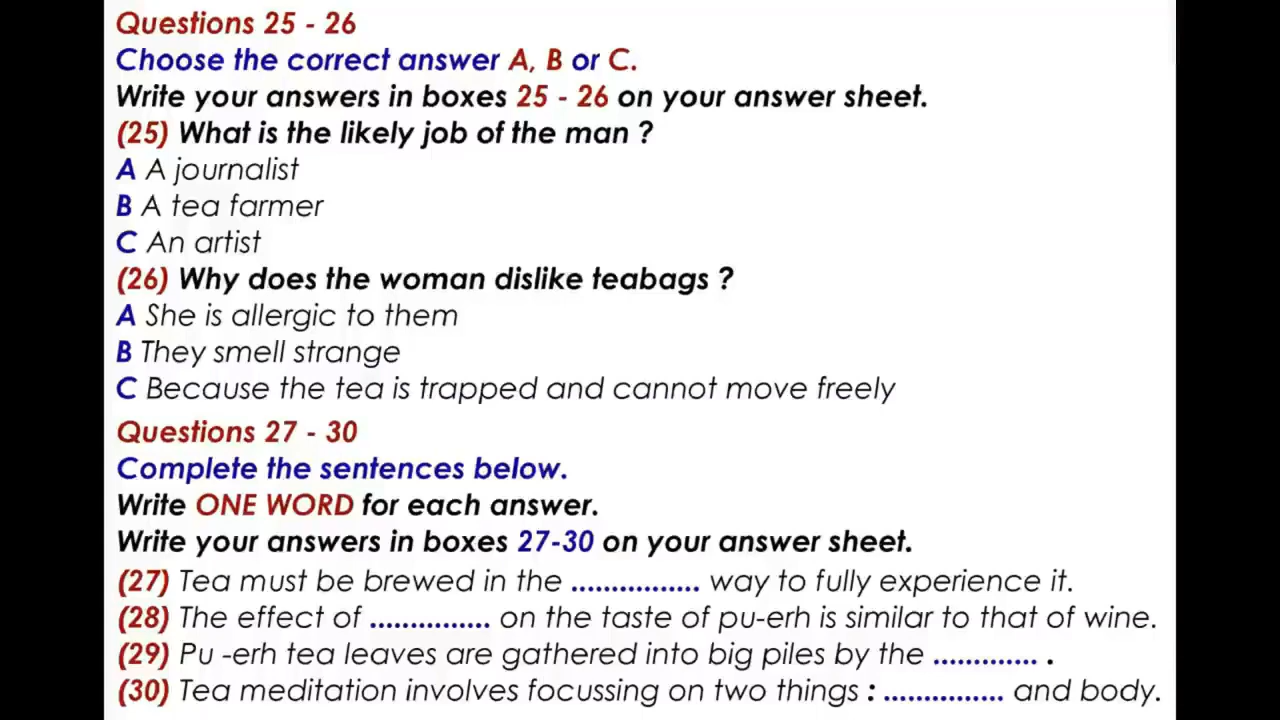 Questions 25 - 26
Choose the correct answer A, B or C.
Write your answers in boxes 25 - 26 on your answer sheet.
(25) What is the likely job of the man ?
A A journalist
B A tea farmer
C An artist
(26) Why does the woman dislike teabags ?
A She is allergic to them
B They smell strange
C Because the tea is trapped and cannot move freely
Questions 27 - 30
Complete the sentences below.
Write ONE WORD for each answer.
Write your answers in boxes 27-30 on your answer sheet.
(27) Tea must be brewed in the ................ way to fully experience it.
(28) The effect of ............... on the taste of pu-erh is similar to that of wine.
(29) Pu -erh tea leaves are gathered into big piles by the ............. .
(30) Tea meditation involves focussing on two things : ............... and body.